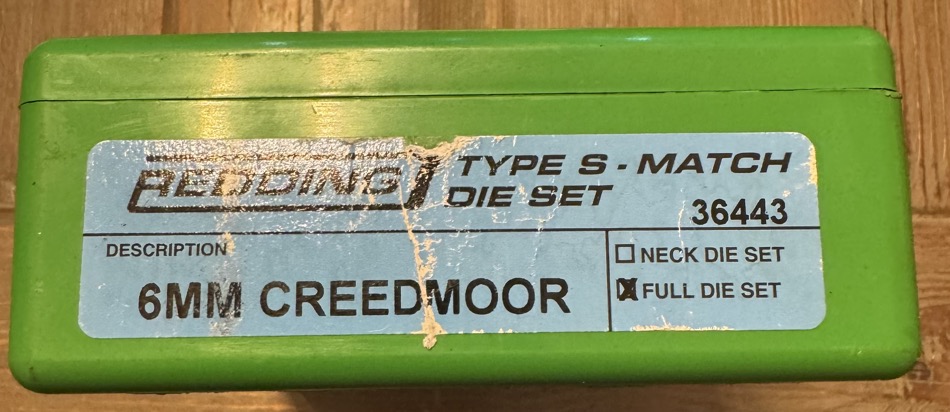 REDDING
TYPE S - MATCH
DIE SET
36443
DESCRIPTION
6MM CREEDMOOR
☐ NECK DIE SET
☒ FULL DIE SET